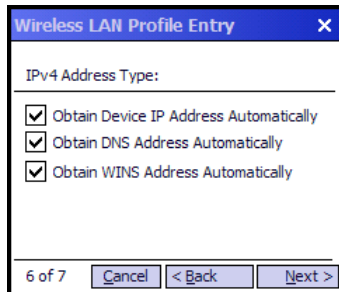 Wireless LAN Profile Entry
IPv4 Address Type:
Obtain Device IP Address Automatically
Obtain DNS Address Automatically
Obtain WINS Address Automatically
6 of 7 Cancel < Back Next >